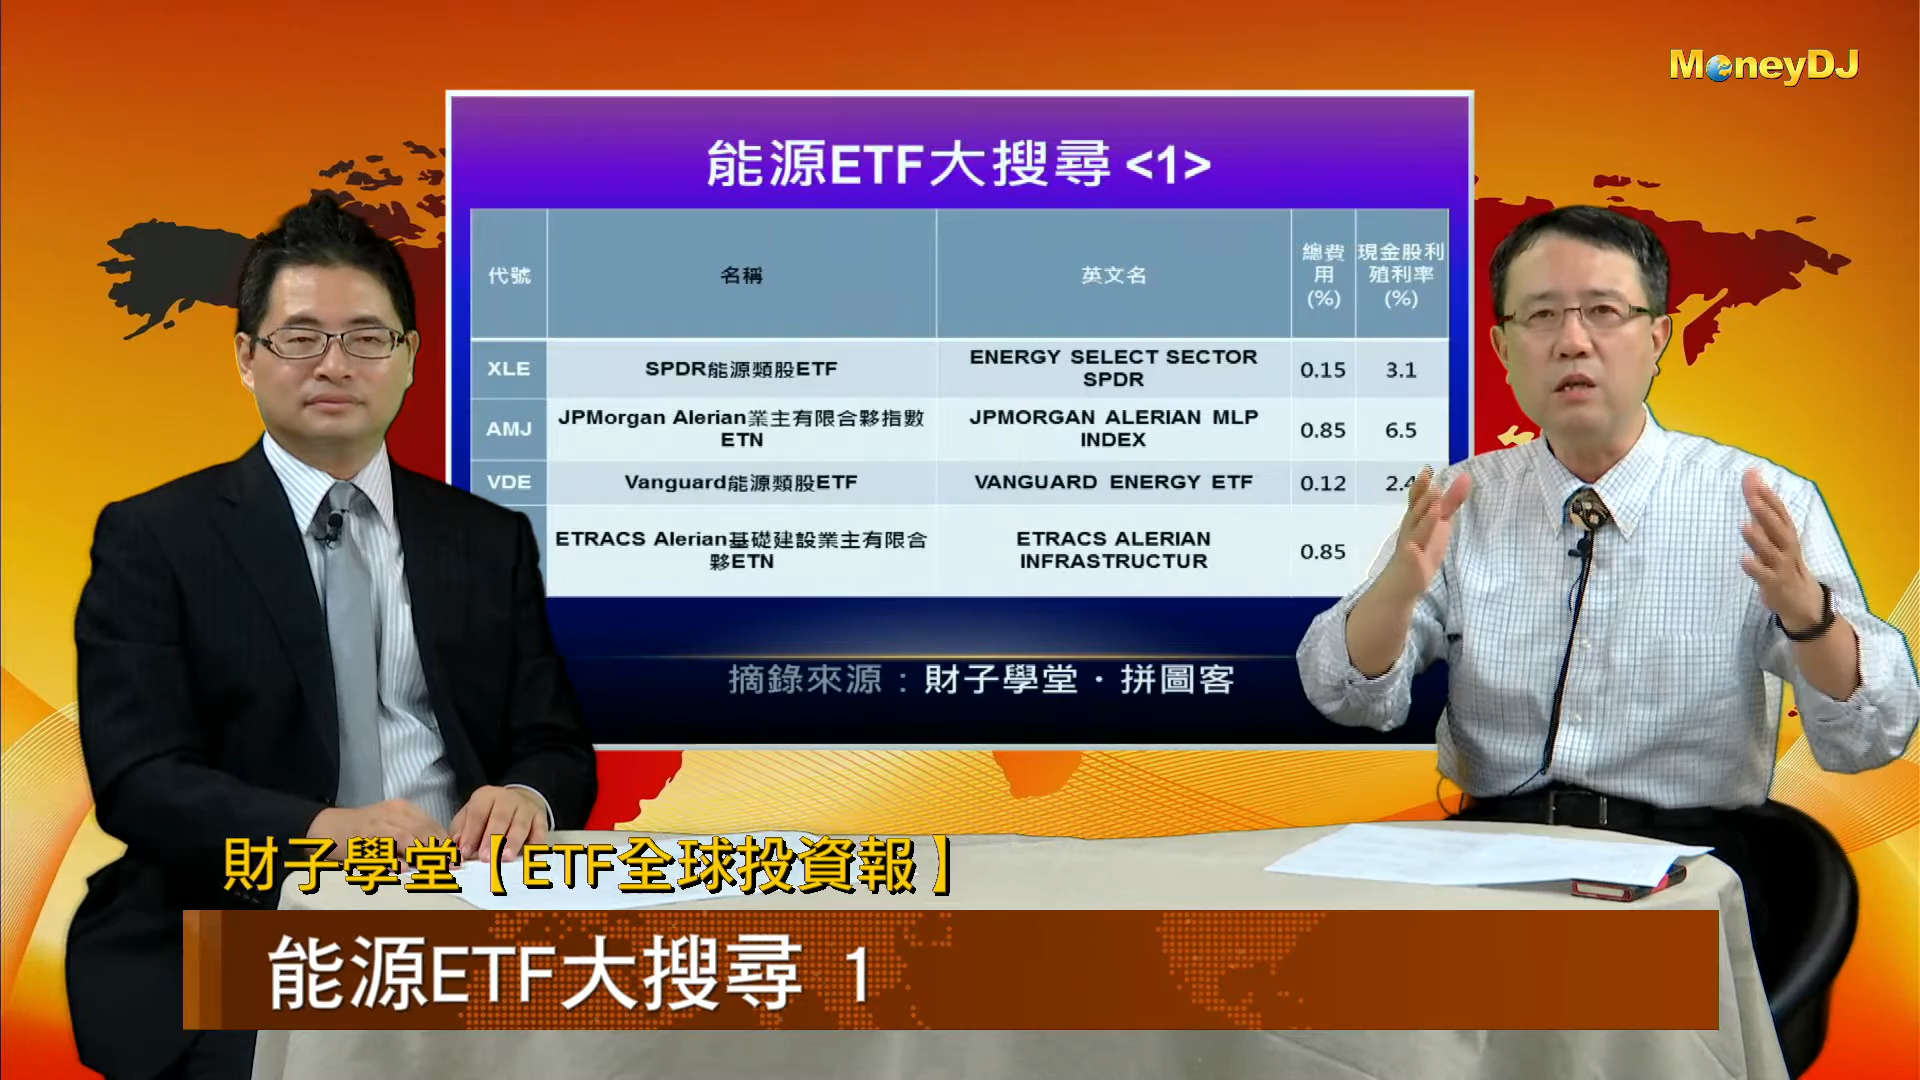 MoneyDJ
能源ETF大搜尋 <1>
代號
名稱
英文名
總費
用
(%)
現金股利
殖利率
(%)
XLE
SPDR能源類股ETF
ENERGY SELECT SECTOR
SPDR
0.15
3.1
AMJ
JPMorgan Alerian業主有限合夥指數
ETN
JPMORGAN ALERIAN MLP
INDEX
0.85
6.5
VDE
Vanguard能源類股ETF
VANGUARD ENERGY ETF
0.12
ETRACS Alerian基礎建設業主有限合
夥ETN
ETRACS ALERIAN
INFRASTRUCTUR
0.85
摘錄來源：財子學堂·拼圖客
財子學堂【ETF全球投資報】
能源ETF大搜尋 1